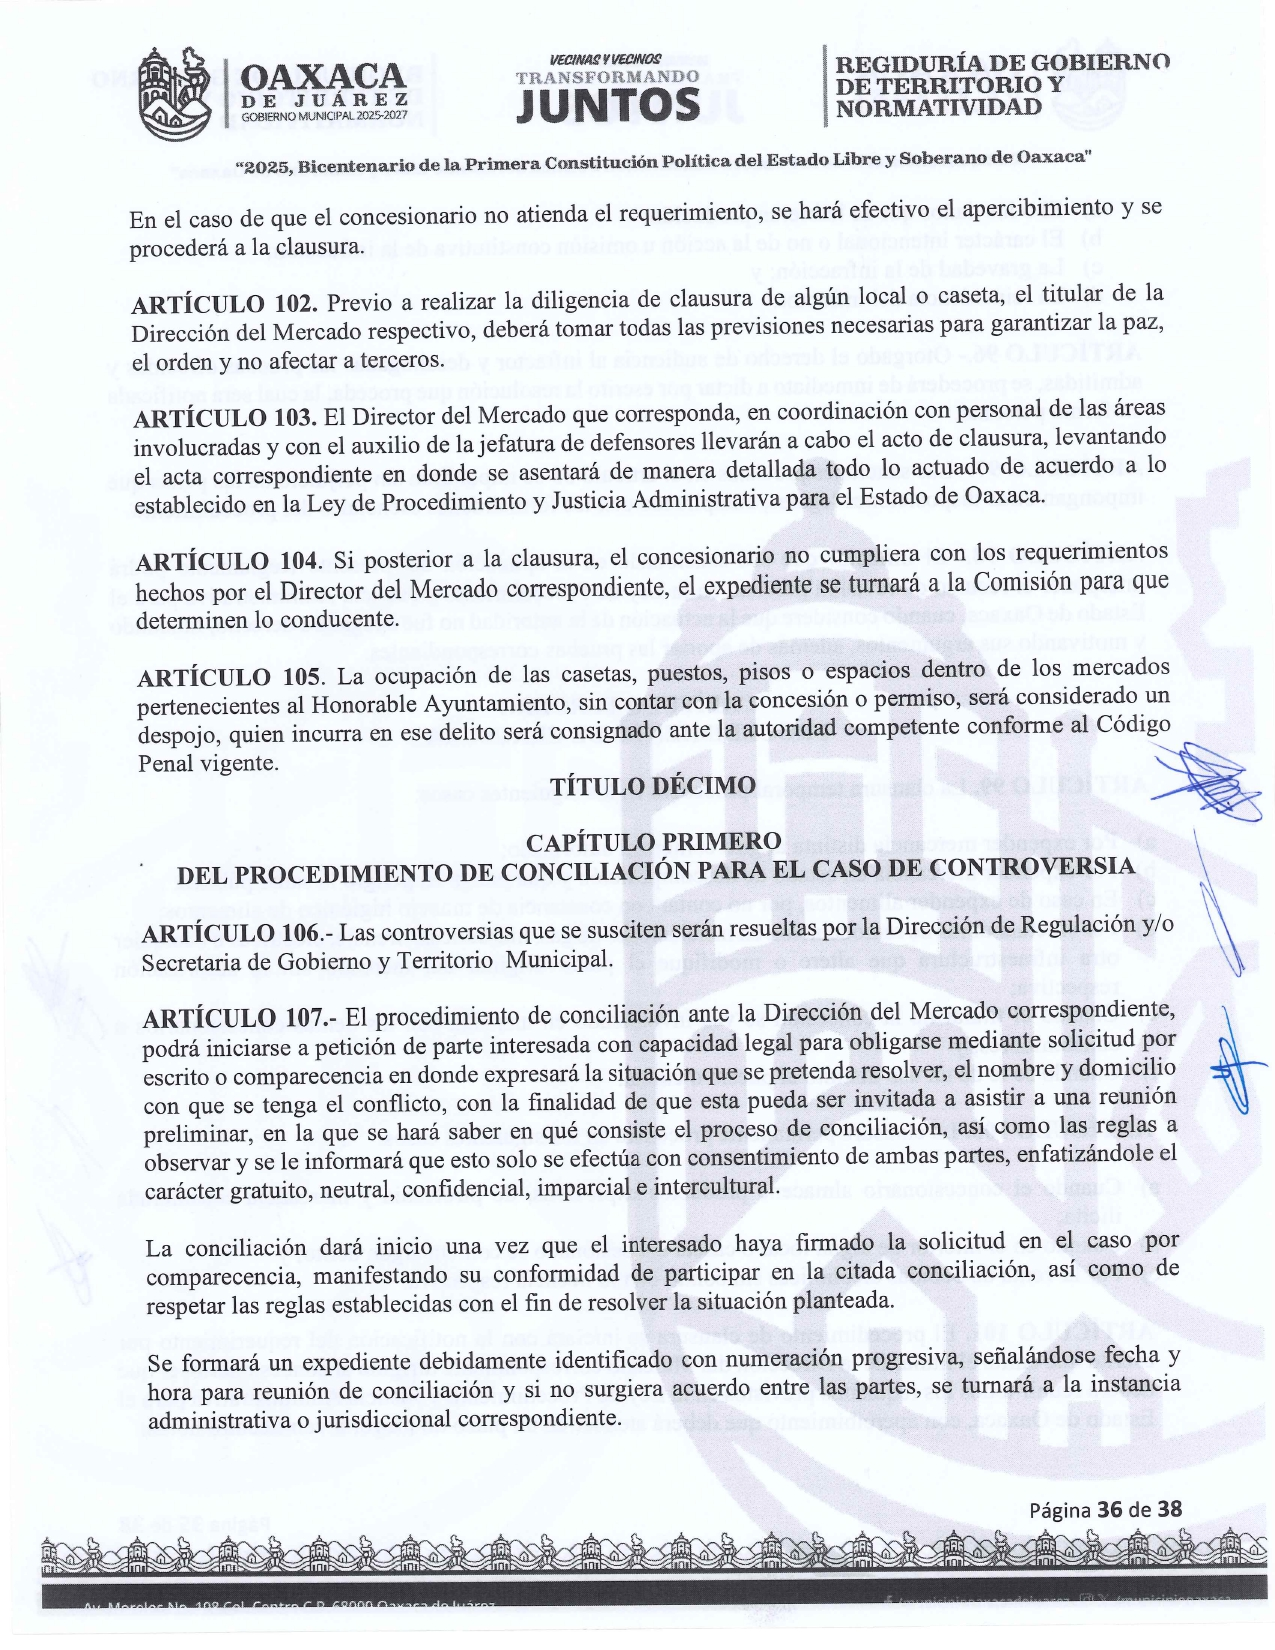 OAXACA
DE JUÁREZ
GOBIERNO MUNICIPAL 2025-2027
VECINAS Y VECINOS
TRANSFORMANDO
JUNTOS
REGIDURÍA DE GOBIERNO
DE TERRITORIO Y
NORMATIVIDAD
"2025, Bicentenario de la Primera Constitución Política del Estado Libre y Soberano de Oaxaca"
En el caso de que el concesionario no atienda el requerimiento, se hará efectivo el apercibimiento y se
procederá a la clausura.
ARTÍCULO 102. Previo a realizar la diligencia de clausura de algún local o caseta, el titular de la
Dirección del Mercado respectivo, deberá tomar todas las previsiones necesarias para garantizar la paz,
el orden y no afectar a terceros.
ARTÍCULO 103. El Director del Mercado que corresponda, en coordinación con personal de las áreas
involucradas y con el auxilio de la jefatura de defensores llevarán a cabo el acto de clausura, levantando
el acta correspondiente en donde se asentará de manera detallada todo lo actuado de acuerdo a lo
establecido en la Ley de Procedimiento y Justicia Administrativa para el Estado de Oaxaca.
ARTÍCULO 104. Si posterior a la clausura, el concesionario no cumpliera con los requerimientos
hechos por el Director del Mercado correspondiente, el expediente se turnará a la Comisión para que
determinen lo conducente.
ARTÍCULO 105. La ocupación de las casetas, puestos, pisos o espacios dentro de los mercados
pertenecientes al Honorable Ayuntamiento, sin contar con la concesión o permiso, será considerado un
despojo, quien incurra en ese delito será consignado ante la autoridad competente conforme al Código
Penal vigente.
TÍTULO DÉCIMO
CAPÍTULO PRIMERO
DEL PROCEDIMIENTO DE CONCILIACIÓN PARA EL CASO DE CONTROVERSIA
ARTÍCULO 106.- Las controversias que se susciten serán resueltas por la Dirección de Regulación y/o
Secretaria de Gobierno y Territorio Municipal.
ARTÍCULO 107.- El procedimiento de conciliación ante la Dirección del Mercado correspondiente,
podrá iniciarse a petición de parte interesada con capacidad legal para obligarse mediante solicitud por
escrito o comparecencia en donde expresará la situación que se pretenda resolver, el nombre y domicilio
con que se tenga el conflicto, con la finalidad de que esta pueda ser invitada a asistir a una reunión
preliminar, en la que se hará saber en qué consiste el proceso de conciliación, así como las reglas a
observar y se le informará que esto solo se efectúa con consentimiento de ambas partes, enfatizándole el
carácter gratuito, neutral, confidencial, imparcial e intercultural.
La conciliación dará inicio una vez que el interesado haya firmado la solicitud en el caso por
comparecencia, manifestando su conformidad de participar en la citada conciliación, así como de
respetar las reglas establecidas con el fin de resolver la situación planteada.
Se formará un expediente debidamente identificado con numeración progresiva, señalándose fecha y
hora para reunión de conciliación y si no surgiera acuerdo entre las partes, se turnará a la instancia
administrativa o jurisdiccional correspondiente.
Página 36 de 38
Av. Morelos No. 108 Col. Centro C.P. 68000 Oaxaca de Juárez